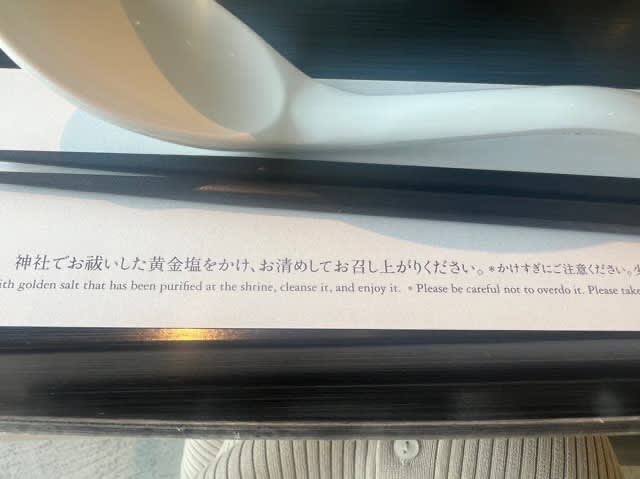 神社でお祓いした黄金塩をかけ、お清めしてお召し上がりください。＊かけすぎにご注意ください。
with golden salt that has been purified at the shrine, cleanse it, and enjoy it. * Please be careful not to overdo it. Please take